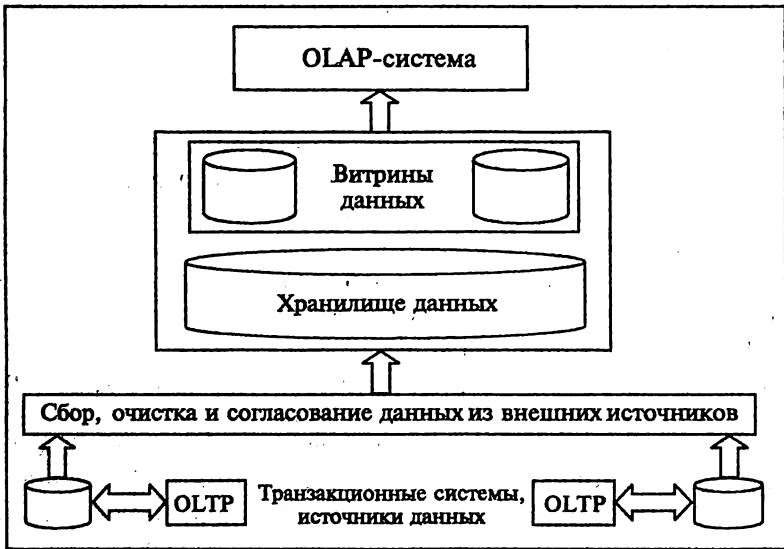 OLAP-система
Витрины
данных
Хранилище данных
Сбор, очистка и согласование данных из внешних источников
OLTP
Транзакционные системы,
источники данных
OLTP